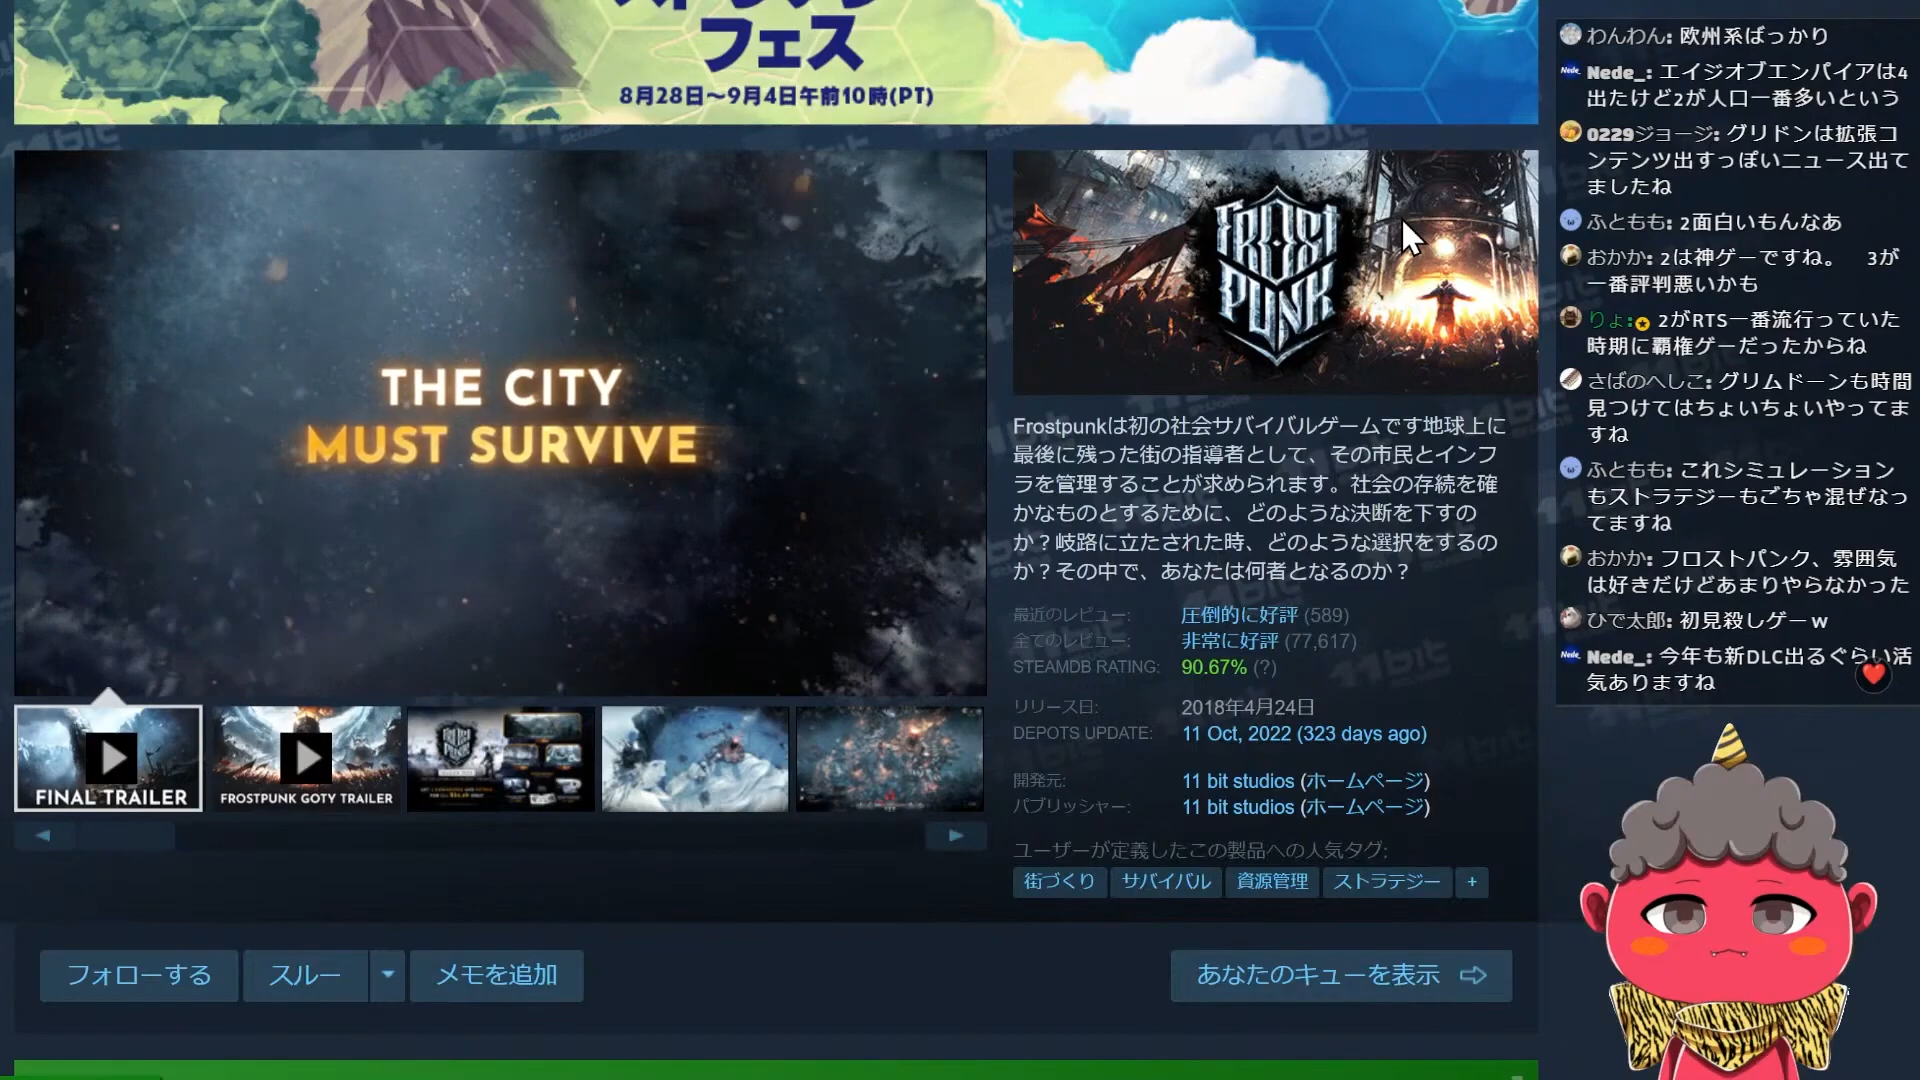 フェス
8月28日〜9月4日午前10時(PT)
THE CITY
MUST SURVIVE
FINAL TRAILER
FROSTPUNK GOTY TRAILER
FROST
PUNK
Frostpunkは初の社会サバイバルゲームです地球上に
最後に残った街の指導者として、その市民とインフ
ラを管理することが求められます。社会の存続を確
かなものとするために、どのような決断を下すの
か？岐路に立たされた時、どのような選択をするの
か？その中で、あなたは何者となるのか？
最近のレビュー: 圧倒的に好評 (589)
全てのレビュー: 非常に好評 (77,617)
STEAMDB RATING: 90.67% (?)
リリース日: 2018年4月24日
DEPOTS UPDATE: 11 Oct, 2022 (323 days ago)
開発元: 11 bit studios (ホームページ)
パブリッシャー: 11 bit studios (ホームページ)
ユーザーが定義したこの製品への人気タグ:
街づくり サバイバル 資源管理 ストラテジー +
フォローする スルー メモを追加 あなたのキューを表示
わんわん: 欧州系ばっかり
Nede_: エイジオブエンパイアは4
出たけど2が人口一番多いという
0229ジョージ: グリドンは拡張コ
ンテンツ出すっぽいニュース出て
ましたね
ふともも: 2面白いもんなあ
おかか: 2は神ゲーですね。 3が
一番評判悪いかも
りょ: 2がRTS一番流行っていた
時期に覇権ゲーだったからね
さばのへしこ: グリムドーンも時間
見つけてはちょいちょいやってま
すね
ふともも: これシミュレーション
もストラテジーもごちゃ混ぜなっ
てますね
おかか: フロストパンク、雰囲気
は好きだけどあまりやらなかった
ひで太郎: 初見殺しゲーw
Nede_: 今年も新DLC出るぐらい活
気ありますね